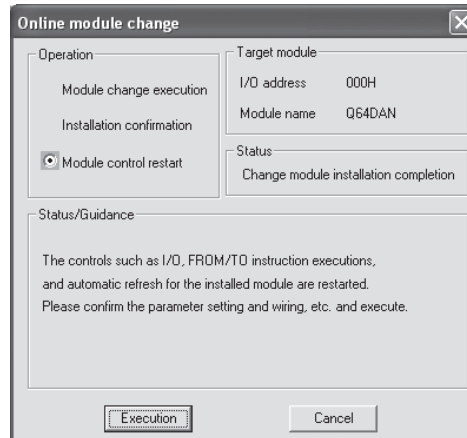 Online module change
Operation
Module change execution
Installation confirmation
Module control restart
Target module
I/O address 000H
Module name Q64DAN
Status
Change module installation completion
Status/Guidance
The controls such as I/O, FROM/TO instruction executions,
and automatic refresh for the installed module are restarted.
Please confirm the parameter setting and wiring, etc. and execute.
Execution
Cancel